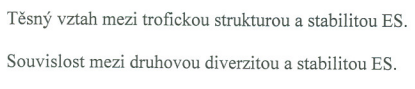 Těsný vztah mezi trofickou strukturou a stabilitou ES.
Souvislost mezi druhovou diverzitou a stabilitou ES.